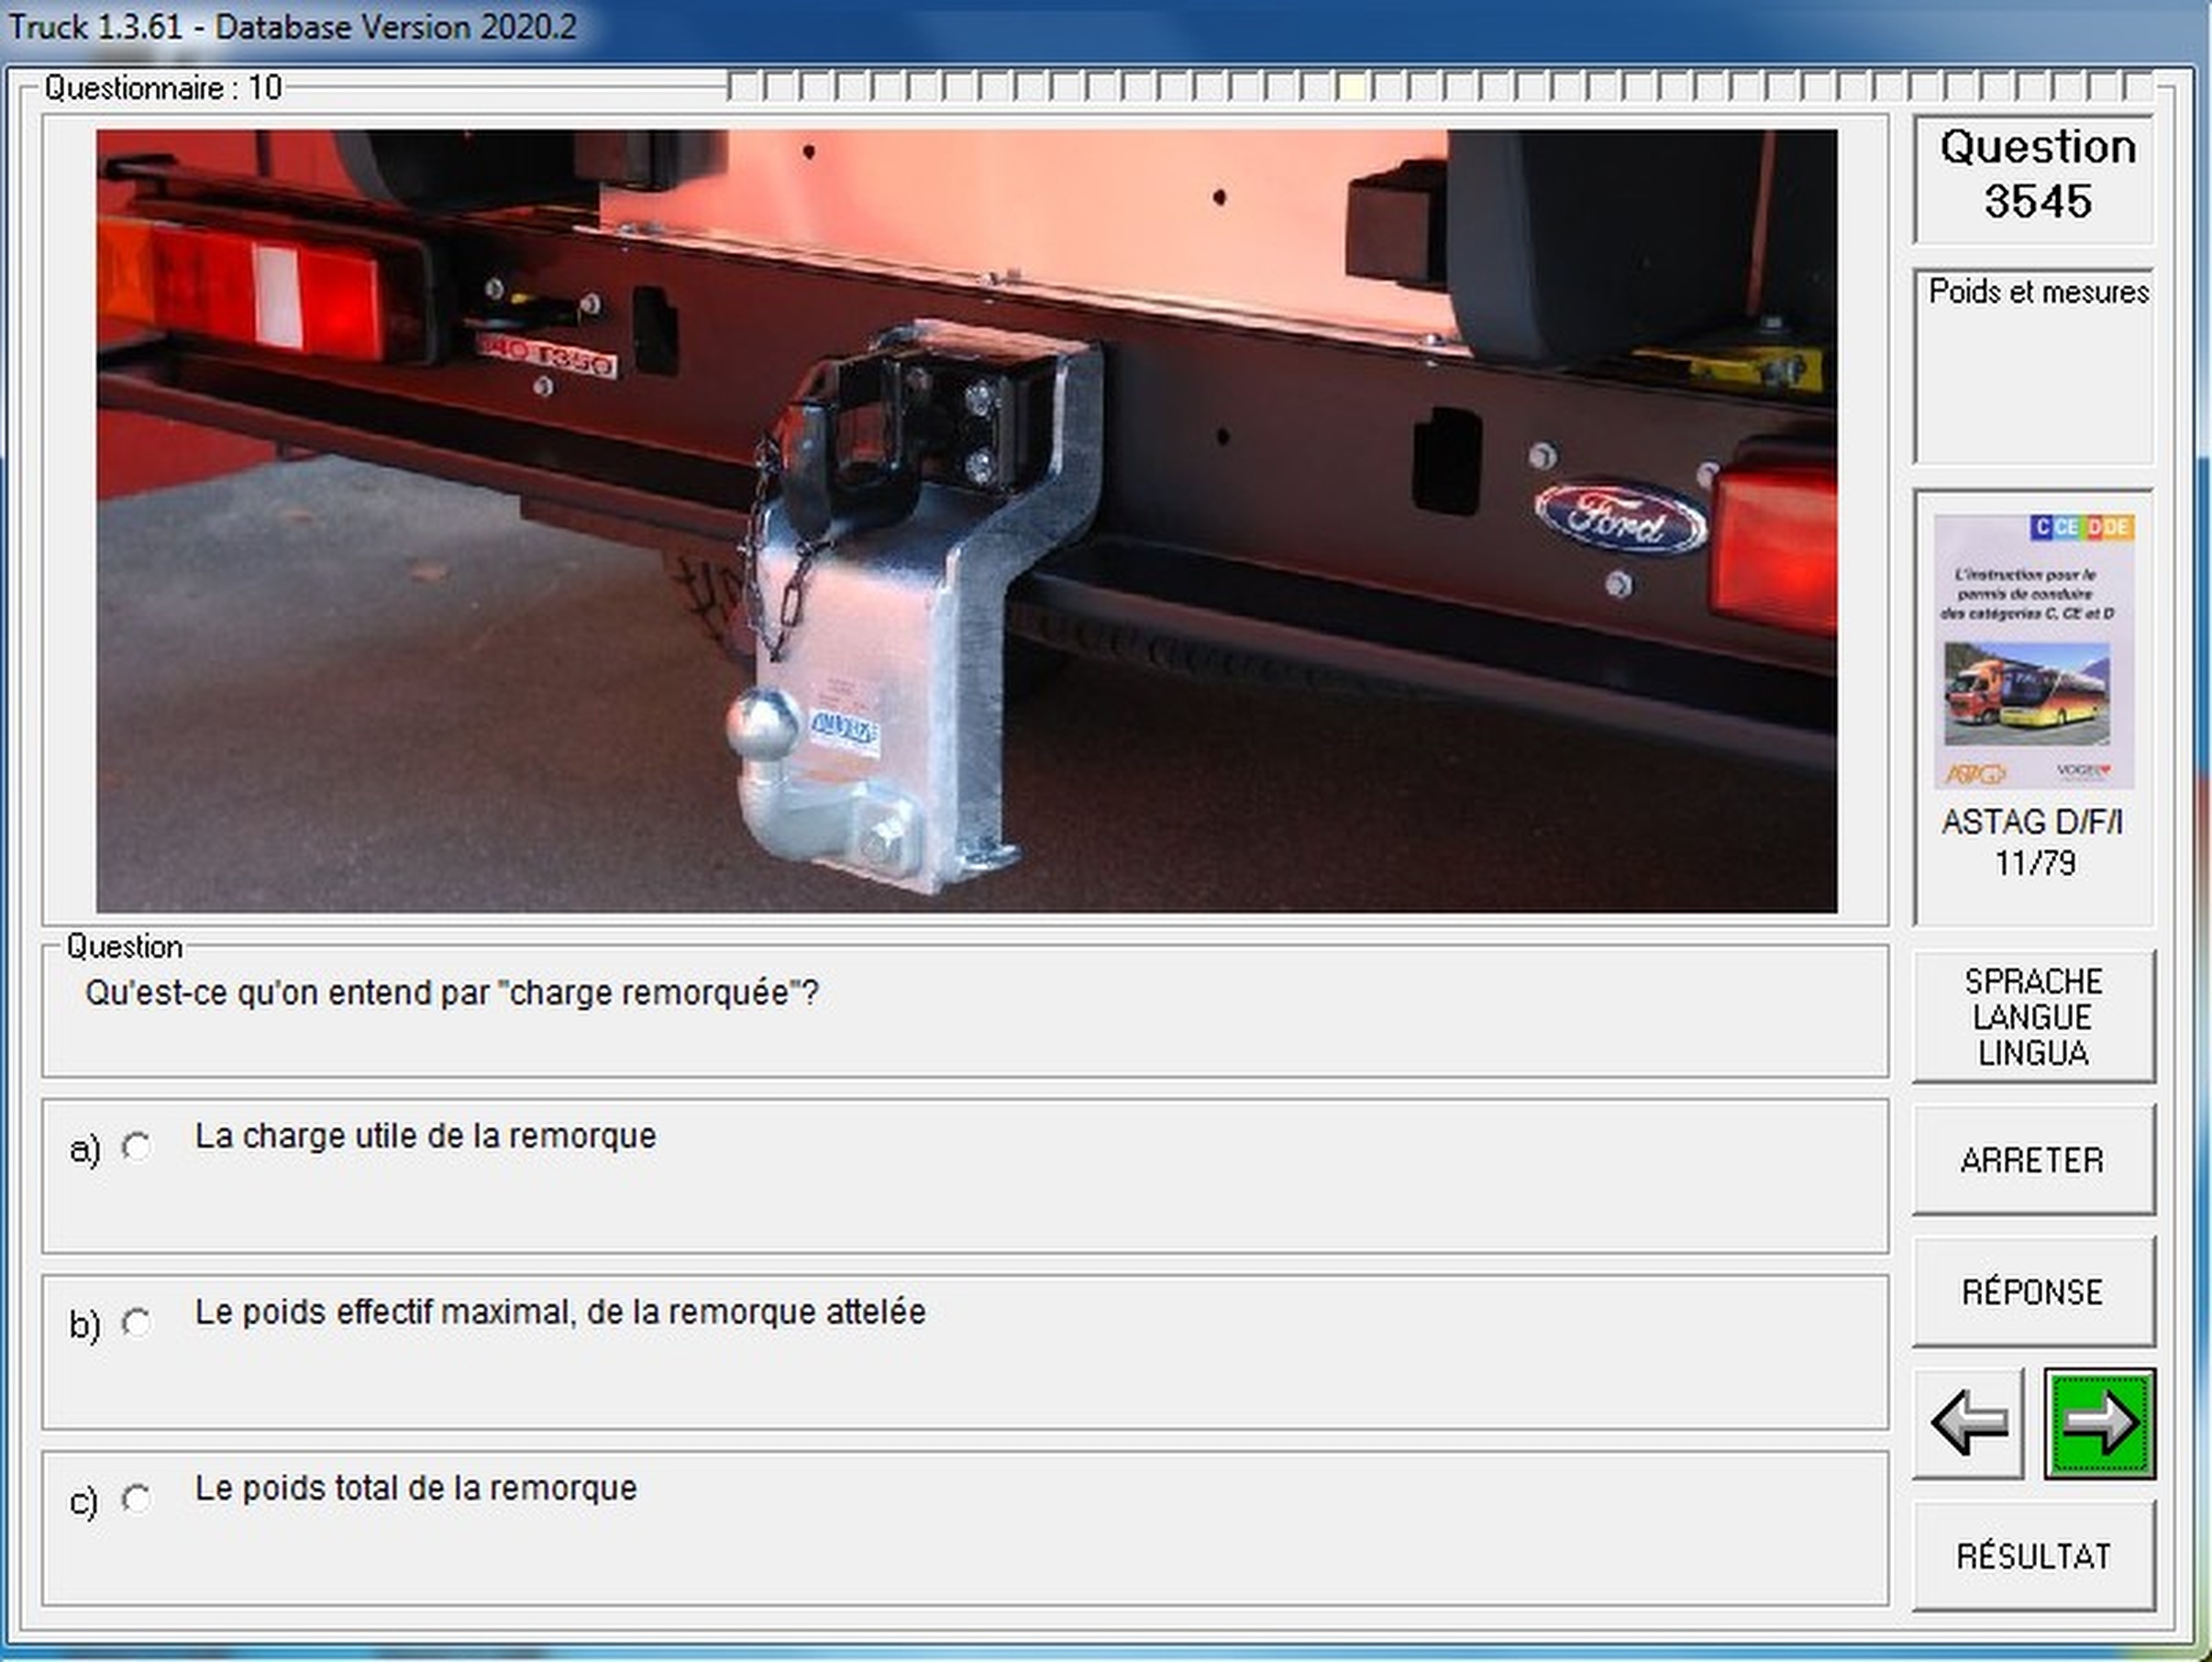 Truck 1.3.61 - Database Version 2020.2
Questionnaire : 10
Ford
Question
3545
Poids et mesures
C CE D DE
L'instruction pour le
permis de conduire
des catégories C, CE et D
ASTAG
VOGEL
ASTAG D/F/I
11/79
Question
Qu'est-ce qu'on entend par "charge remorquée"?
a) La charge utile de la remorque
b) Le poids effectif maximal, de la remorque attelée
c) Le poids total de la remorque
SPRACHE
LANGUE
LINGUA
ARRETER
RÉPONSE
RÉSULTAT